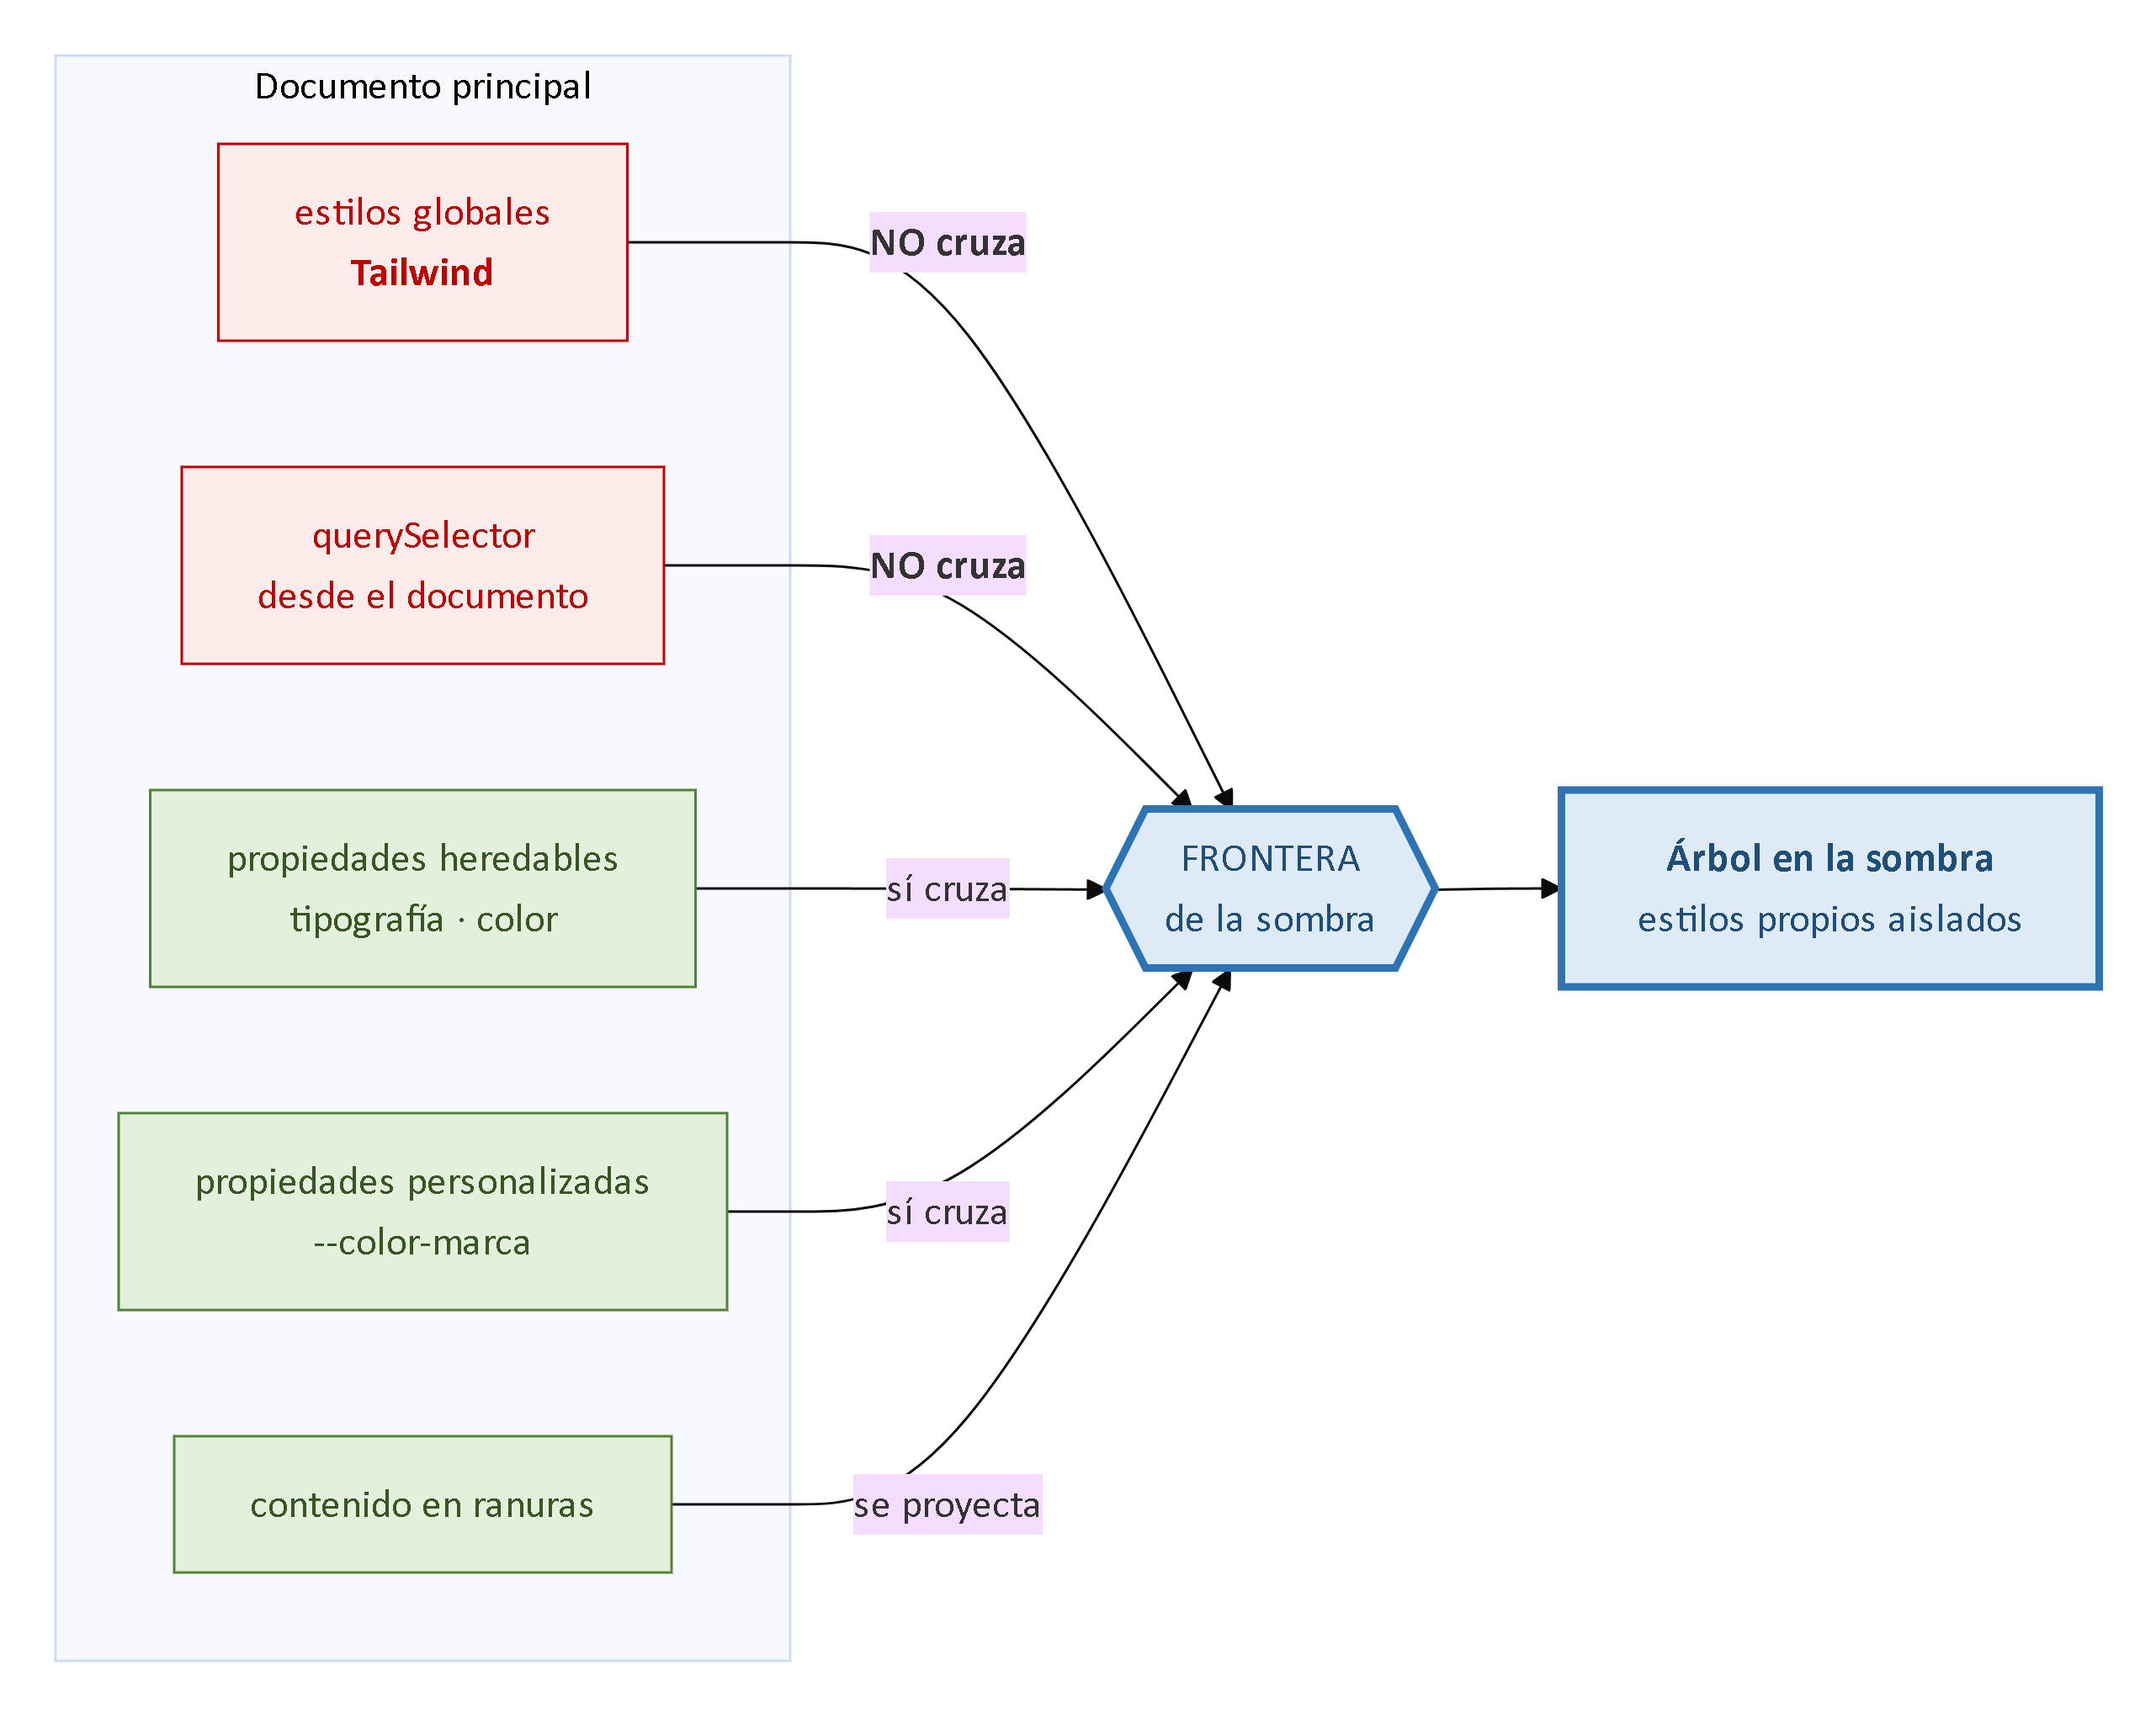 Documento principal
estilos globales
Tailwind
NO cruza
querySelector
desde el documento
NO cruza
propiedades heredables
tipografía · color
sí cruza
FRONTERA
de la sombra
Árbol en la sombra
estilos propios aislados
propiedades personalizadas
--color-marca
sí cruza
contenido en ranuras
se proyecta